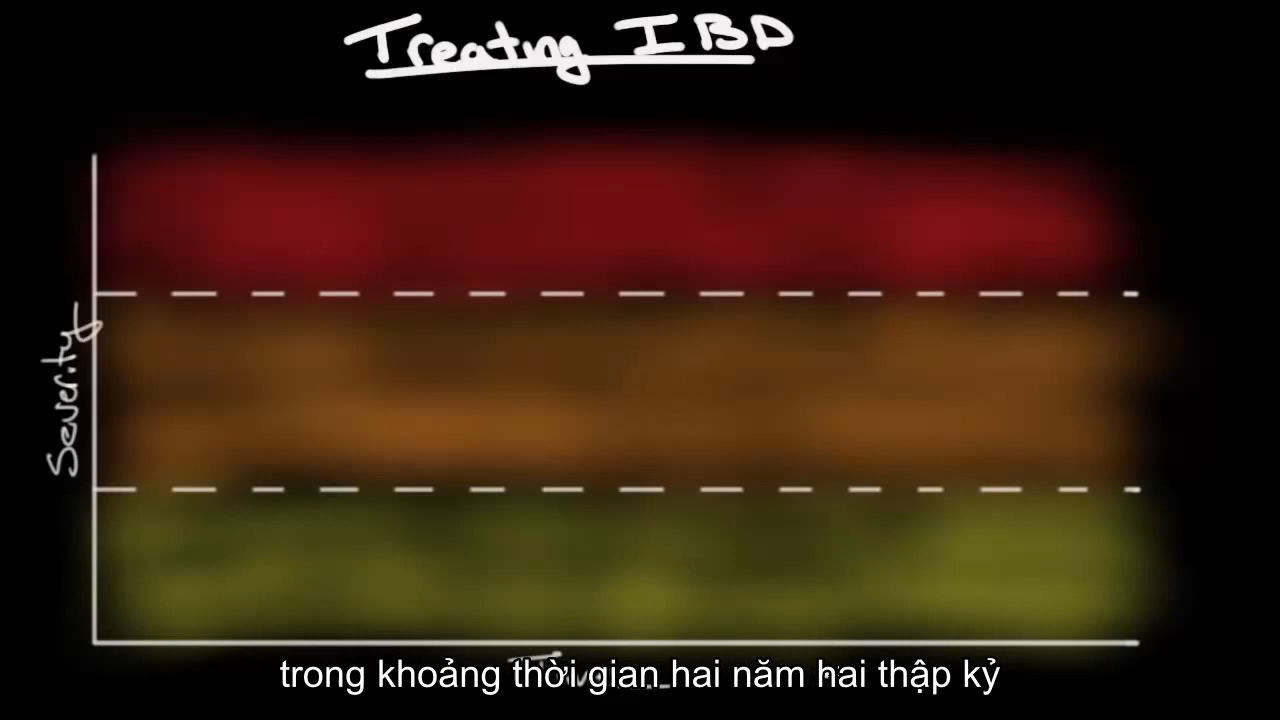 Treating IBD
Severity
trong khoảng thời gian hai năm hai thập kỷ